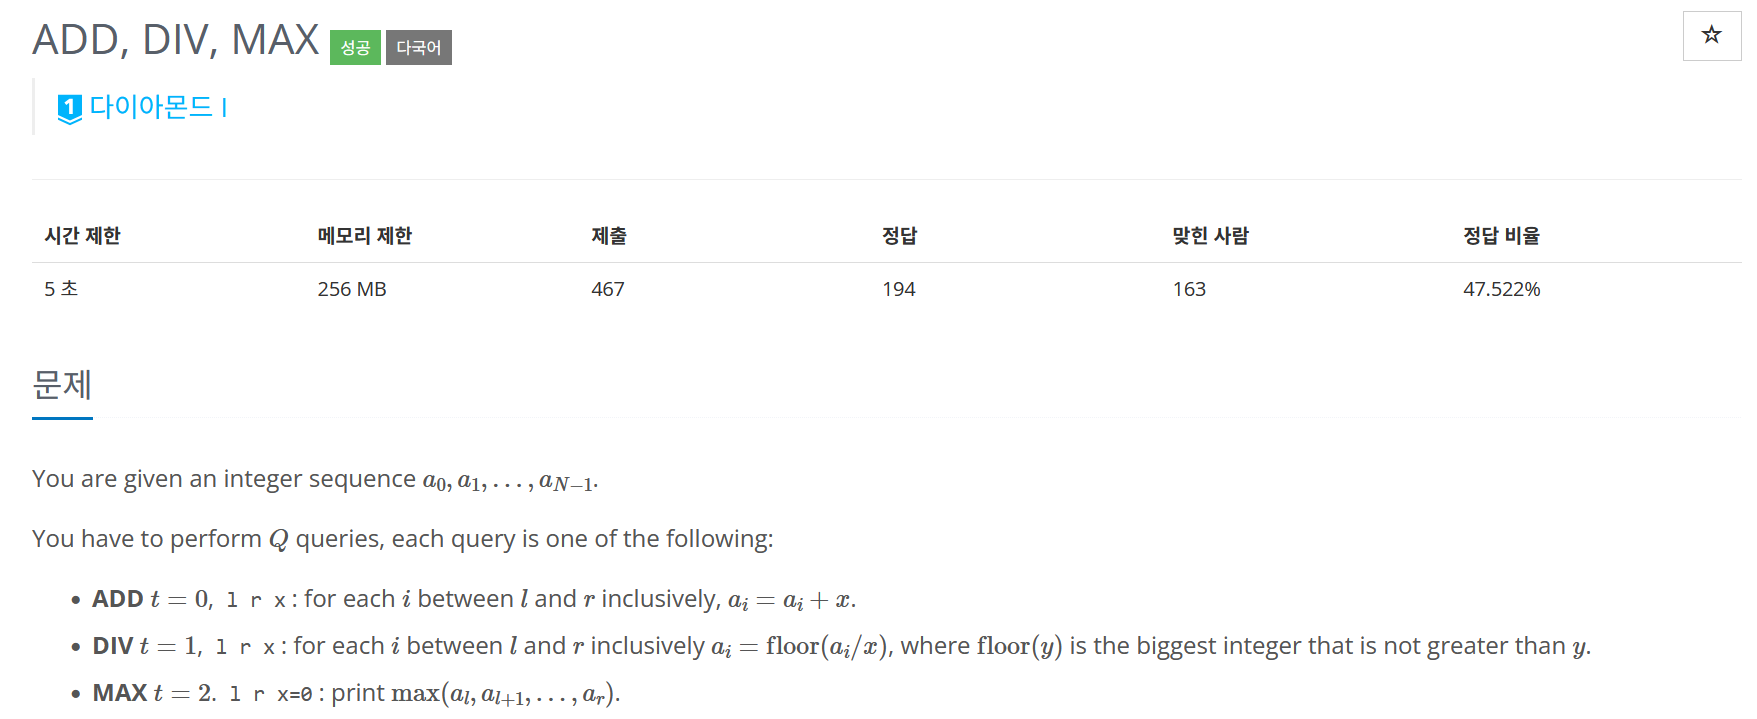 ADD, DIV, MAX 성공 다국어
1 다이아몬드 I
시간 제한 메모리 제한 제출 정답 맞힌 사람 정답 비율
5 초 256 MB 467 194 163 47.522%
문제
You are given an integer sequence a₀, a₁, . . . , a_{N−1}.
You have to perform Q queries, each query is one of the following:
• ADD t = 0, l r x : for each i between l and r inclusively, aᵢ = aᵢ + x.
• DIV t = 1, l r x : for each i between l and r inclusively aᵢ = floor(aᵢ/x), where floor(y) is the biggest integer that is not greater than y.
• MAX t = 2. l r x=0 : print max(a_l, a_{l+1}, . . . , a_r).